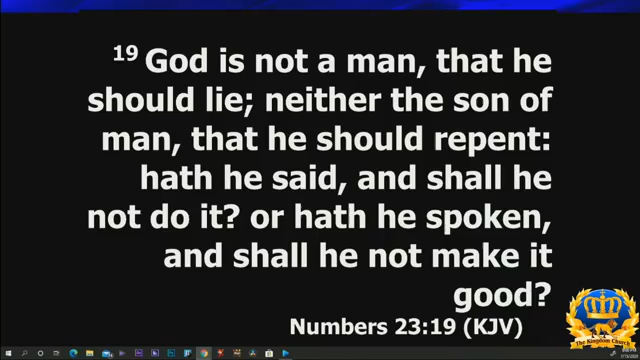 19 God is not a man, that he
should lie; neither the son of
man, that he should repent:
hath he said, and shall he
not do it? or hath he spoken,
and shall he not make it
good?
Numbers 23:19 (KJV)
The Kingdom Church